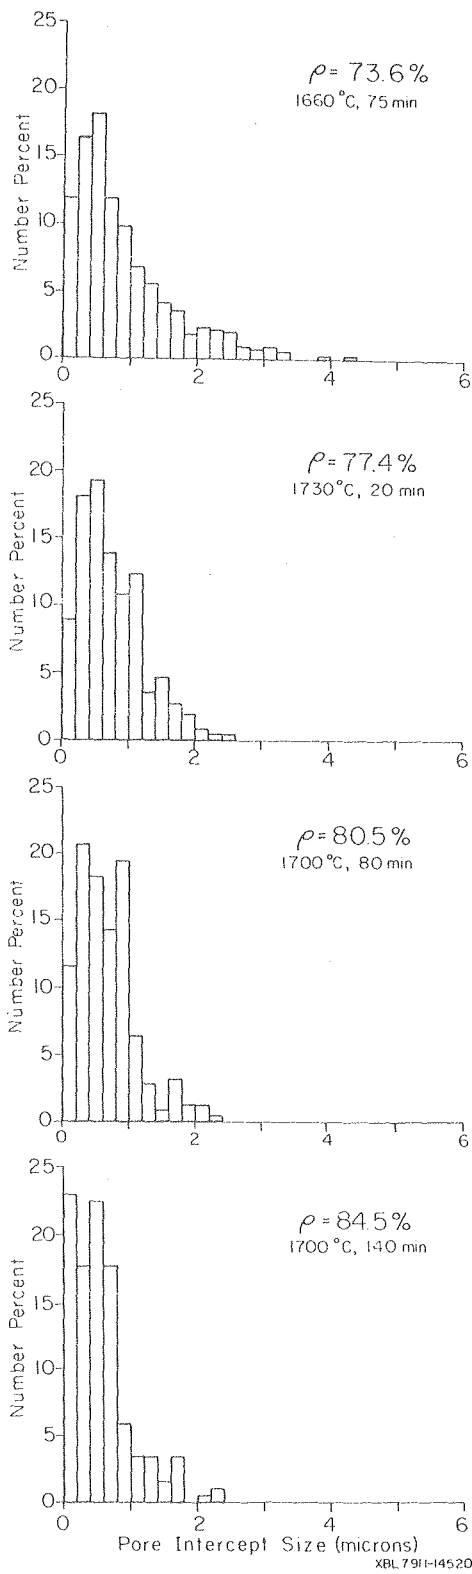 25
20
15
10
5
0
Number Percent
ρ = 73.6 %
1660 °C, 75 min
0 2 4 6
25
20
15
10
5
0
Number Percent
ρ = 77.4 %
1730 °C, 20 min
0 2 4 6
25
20
15
10
5
0
Number Percent
ρ = 80.5 %
1700 °C, 80 min
0 2 4 6
25
20
15
10
5
0
Number Percent
ρ = 84.5 %
1700 °C, 140 min
0 2 4 6
Pore Intercept Size (microns)
XBL 7911-14520